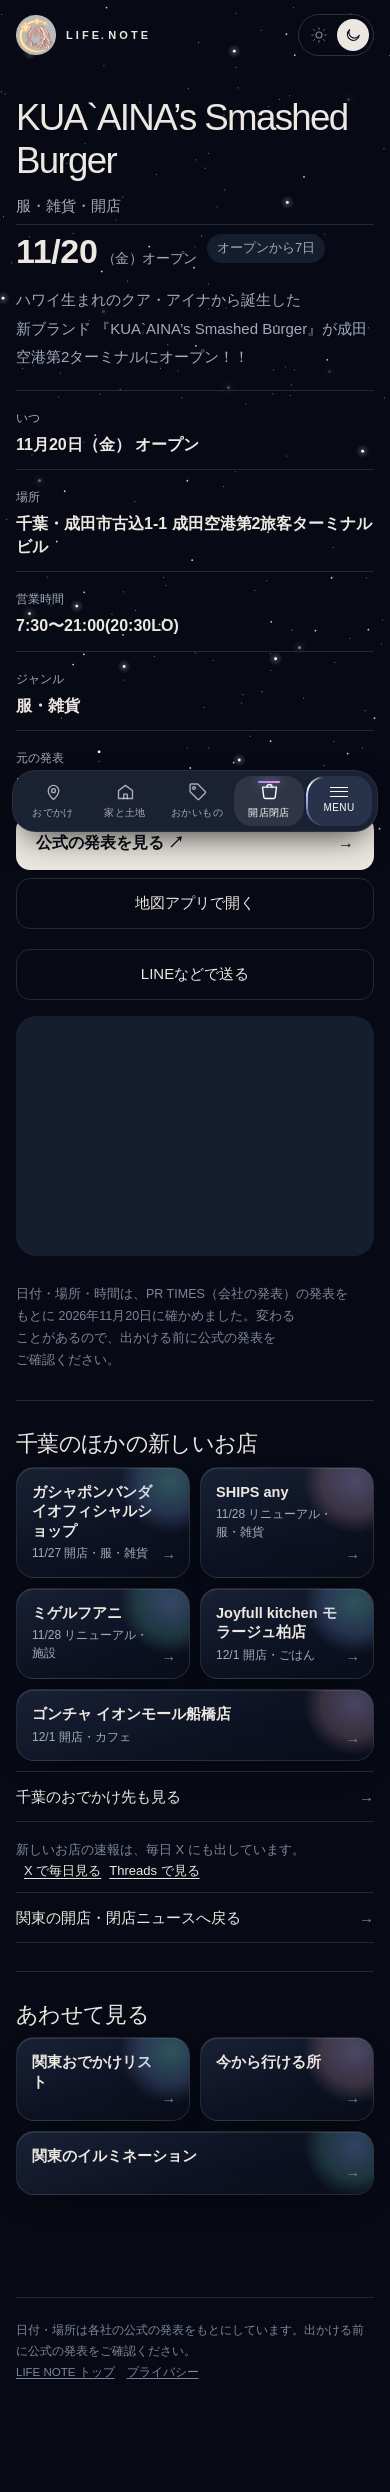 LIFE.NOTE
KUA`AINA’s Smashed
Burger
服・雑貨・開店
11/20 （金）オープン オープンから7日
ハワイ生まれのクア・アイナから誕生した
新ブランド 『KUA`AINA’s Smashed Burger』が成田
空港第2ターミナルにオープン！！
いつ
11月20日（金） オープン
場所
千葉・成田市古込1-1 成田空港第2旅客ターミナル
ビル
営業時間
7:30〜21:00(20:30LO)
ジャンル
服・雑貨
元の発表
おでかけ 家と土地 おかいもの 開店閉店 MENU
公式の発表を見る ↗ →
地図アプリで開く
LINEなどで送る
日付・場所・時間は、PR TIMES（会社の発表）の発表を
もとに 2026年11月20日に確かめました。変わる
ことがあるので、出かける前に公式の発表を
ご確認ください。
千葉のほかの新しいお店
ガシャポンバンダ
イオフィシャルシ
ョップ
11/27 開店・服・雑貨 →
SHIPS any
11/28 リニューアル・
服・雑貨 →
ミゲルフアニ
11/28 リニューアル・
施設 →
Joyfull kitchen モ
ラージュ柏店
12/1 開店・ごはん →
ゴンチャ イオンモール船橋店
12/1 開店・カフェ →
千葉のおでかけ先も見る →
新しいお店の速報は、毎日 X にも出しています。
X で毎日見る Threads で見る
関東の開店・閉店ニュースへ戻る →
あわせて見る
関東おでかけリス
ト →
今から行ける所 →
関東のイルミネーション →
日付・場所は各社の公式の発表をもとにしています。出かける前
に公式の発表をご確認ください。
LIFE NOTE トップ プライバシー